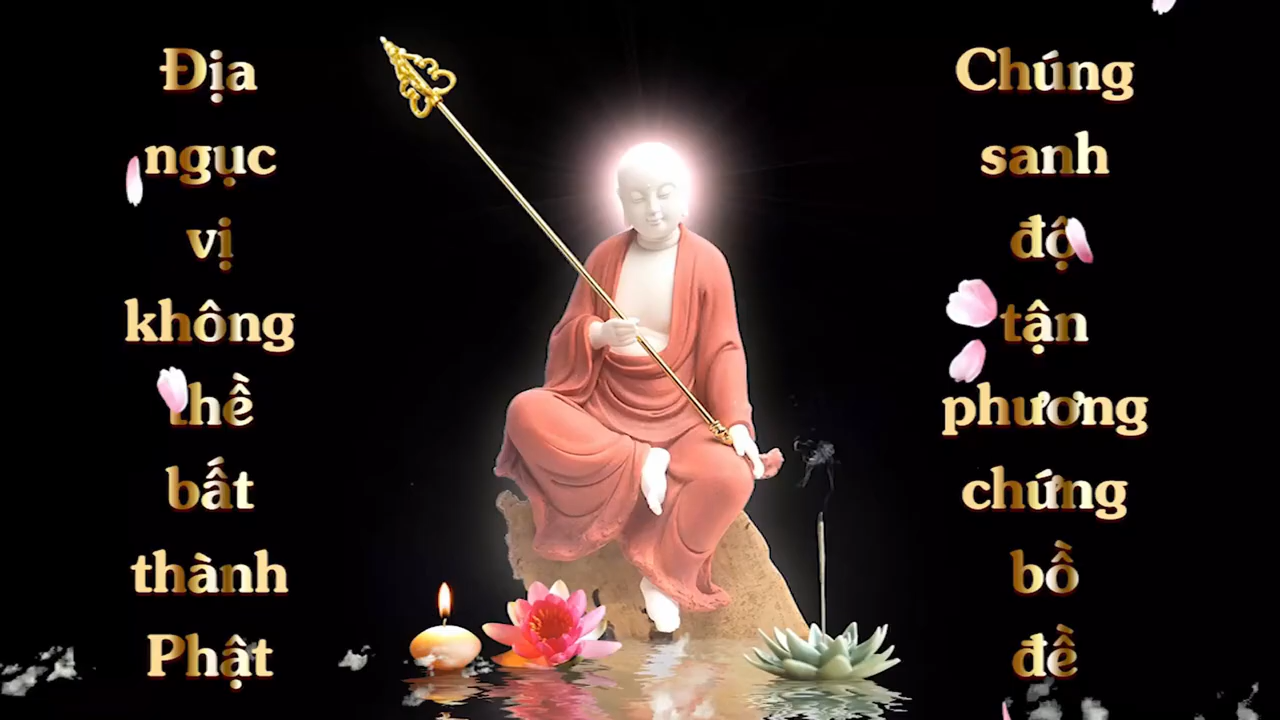 Địa
ngục
vị
không
thề
bất
thành
Phật
Chúng
sanh
độ
tận
phương
chứng
bồ
đề